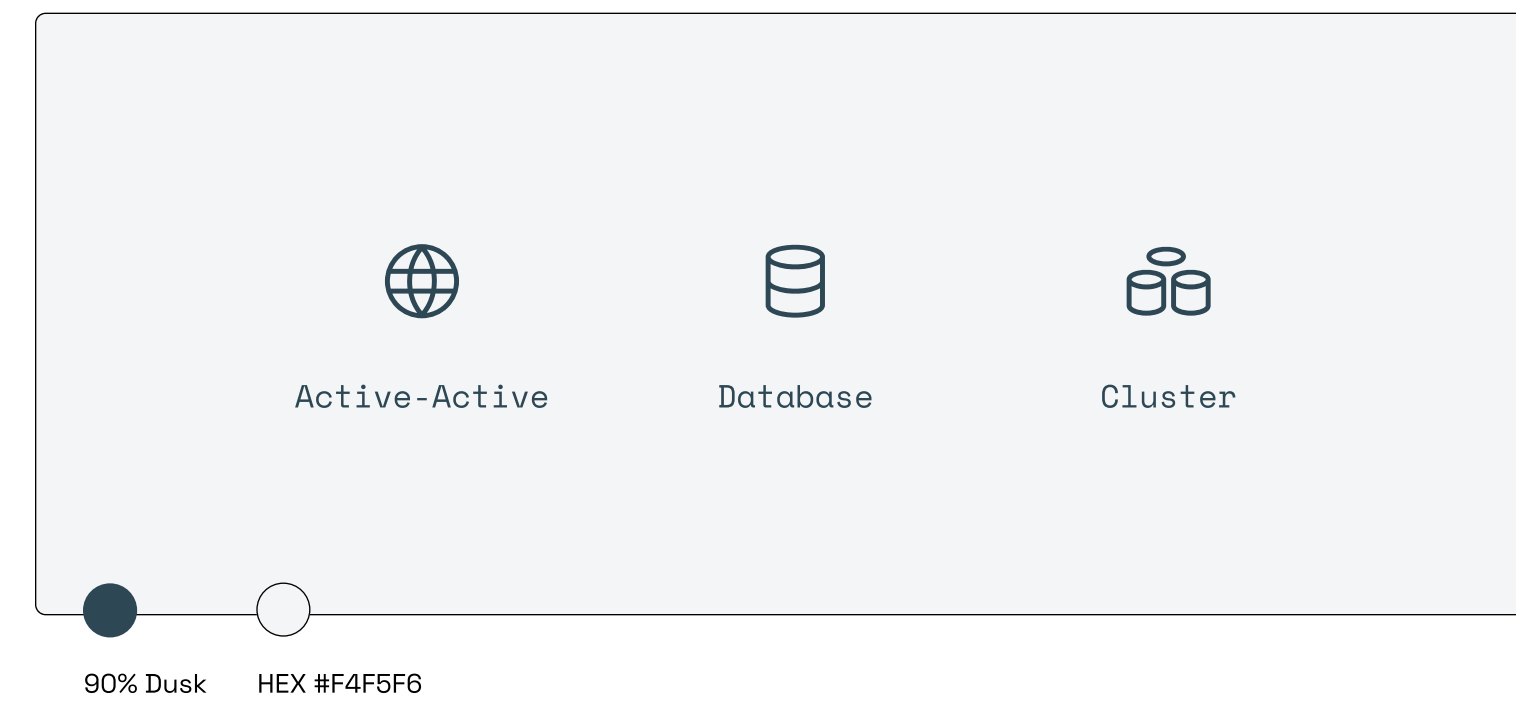 Active-Active
Database
Cluster
90% Dusk
HEX #F4F5F6